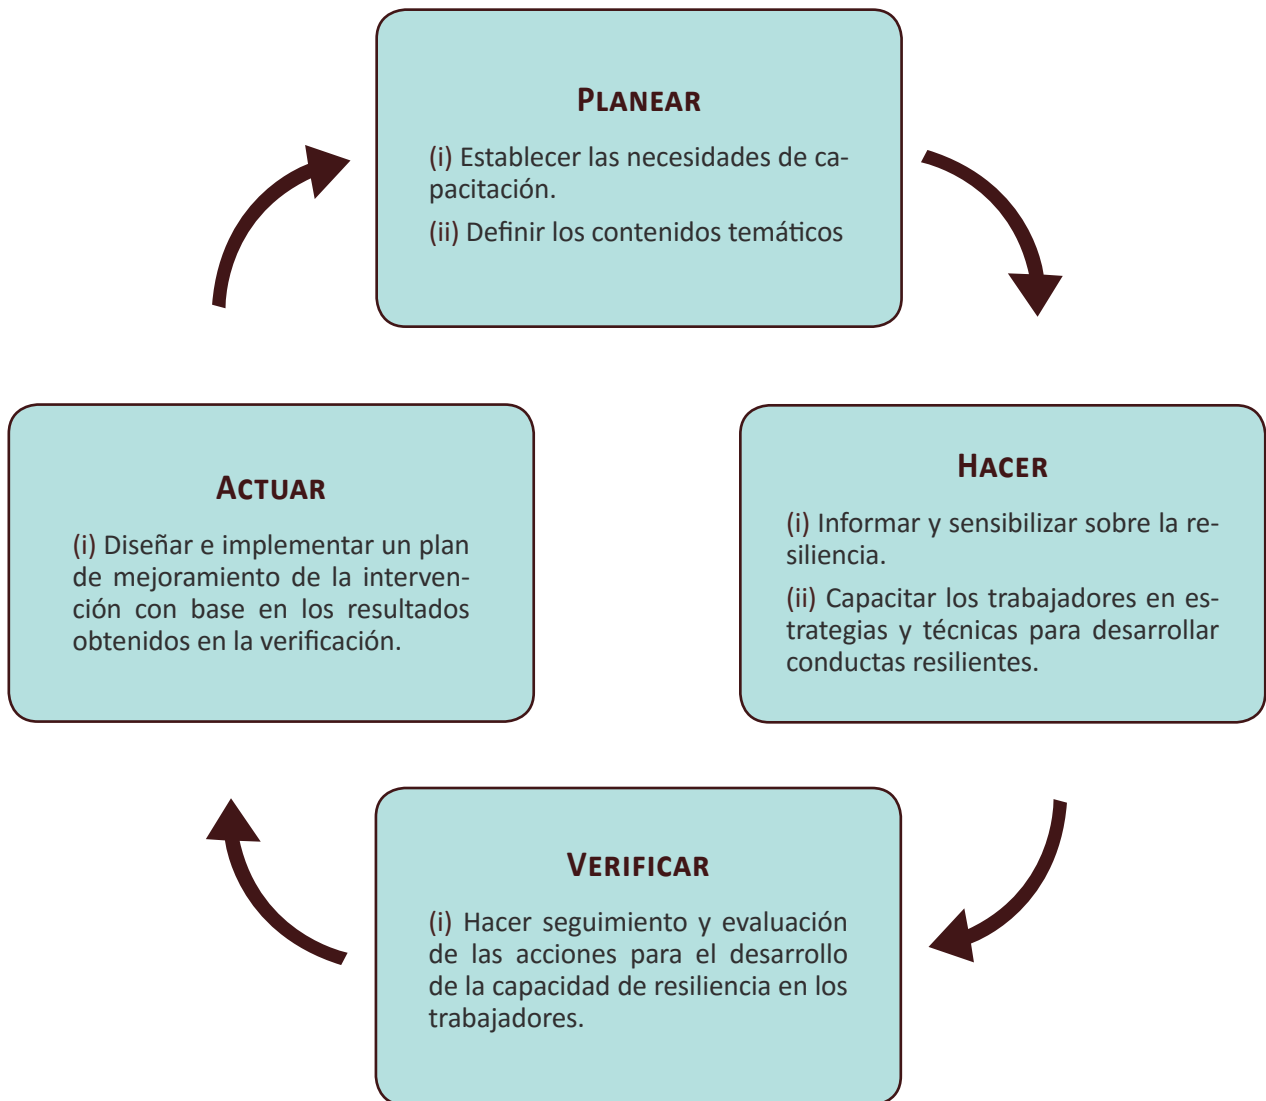 PLANEAR
(i) Establecer las necesidades de ca-
pacitación.
(ii) Definir los contenidos temáticos
ACTUAR
(i) Diseñar e implementar un plan
de mejoramiento de la interven-
ción con base en los resultados
obtenidos en la verificación.
HACER
(i) Informar y sensibilizar sobre la re-
siliencia.
(ii) Capacitar los trabajadores en es-
trategias y técnicas para desarrollar
conductas resilientes.
VERIFICAR
(i) Hacer seguimiento y evaluación
de las acciones para el desarrollo
de la capacidad de resiliencia en los
trabajadores.